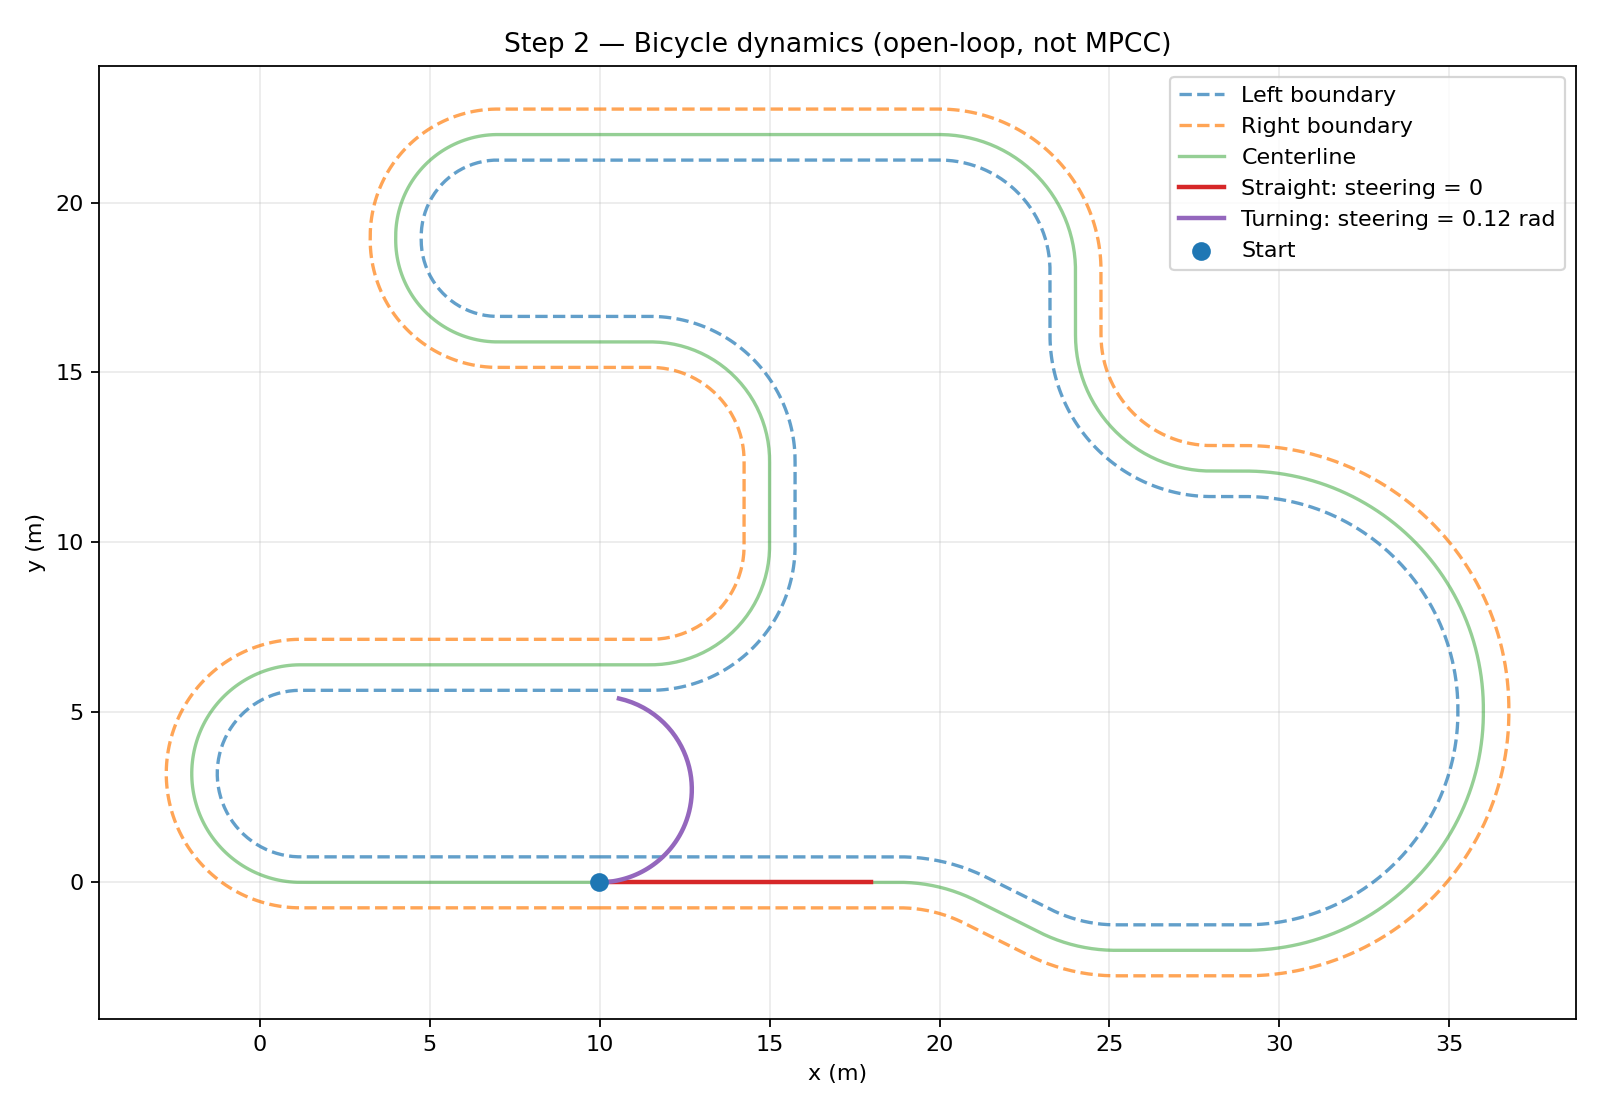 Step 2 — Bicycle dynamics (open-loop, not MPCC)
Left boundary
Right boundary
Centerline
Straight: steering = 0
Turning: steering = 0.12 rad
Start
y (m)
20
15
10
5
0
0 5 10 15 20 25 30 35
x (m)